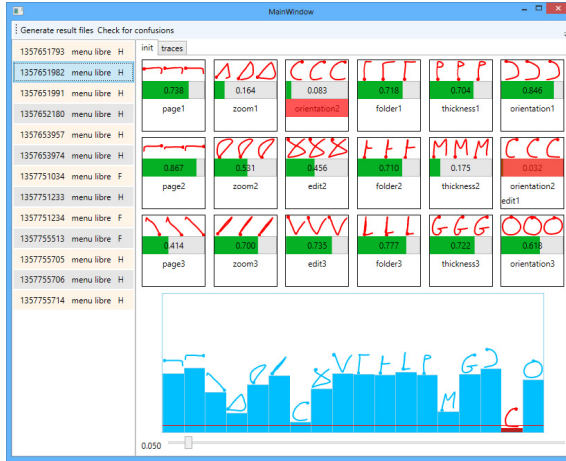 MainWindow
Generate result files Check for confusions
1357651793 menu libre H
1357651982 menu libre H
1357651991 menu libre H
1357652180 menu libre H
1357653957 menu libre H
1357653974 menu libre H
1357751034 menu libre F
1357751233 menu libre H
1357751234 menu libre F
1357755513 menu libre F
1357755705 menu libre H
1357755706 menu libre H
1357755714 menu libre H
init traces
0.738 0.164 0.083 0.718 0.704 0.846
page1 zoom1 orientation2 folder1 thickness1 orientation1
P P P
C C C
0.867 0.531 0.456 0.710 0.175 0.032
page2 zoom2 edit2 folder2 thickness2 orientation2
edit1
M M M
C C C
0.414 0.700 0.735 0.777 0.722 0.618
page3 zoom3 edit3 folder3 thickness3 orientation3
V V V
L L L
G G G
O O O
C V L P M G C O
0.050